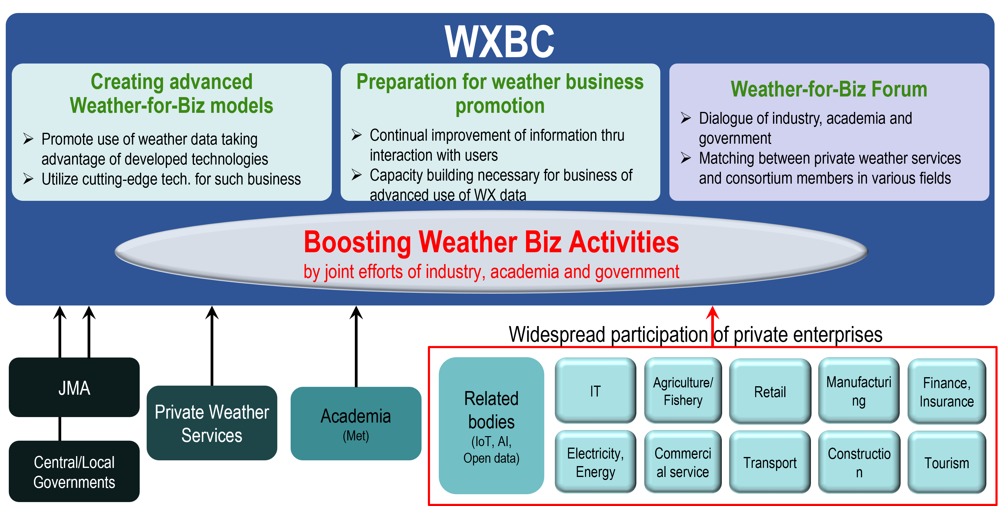 WXBC
Creating advanced
Weather-for-Biz models
➢ Promote use of weather data taking
advantage of developed technologies
➢ Utilize cutting-edge tech. for such business
Preparation for weather business
promotion
➢ Continual improvement of information thru
interaction with users
➢ Capacity building necessary for business of
advanced use of WX data
Weather-for-Biz Forum
➢ Dialogue of industry, academia and
government
➢ Matching between private weather services
and consortium members in various fields
Boosting Weather Biz Activities
by joint efforts of industry, academia and government
Widespread participation of private enterprises
JMA
Central/Local
Governments
Private Weather
Services
Academia
(Met)
Related
bodies
(IoT, AI,
Open data)
IT
Agriculture/
Fishery
Retail
Manufacturi
ng
Finance,
Insurance
Electricity,
Energy
Commerci
al service
Transport
Constructio
n
Tourism